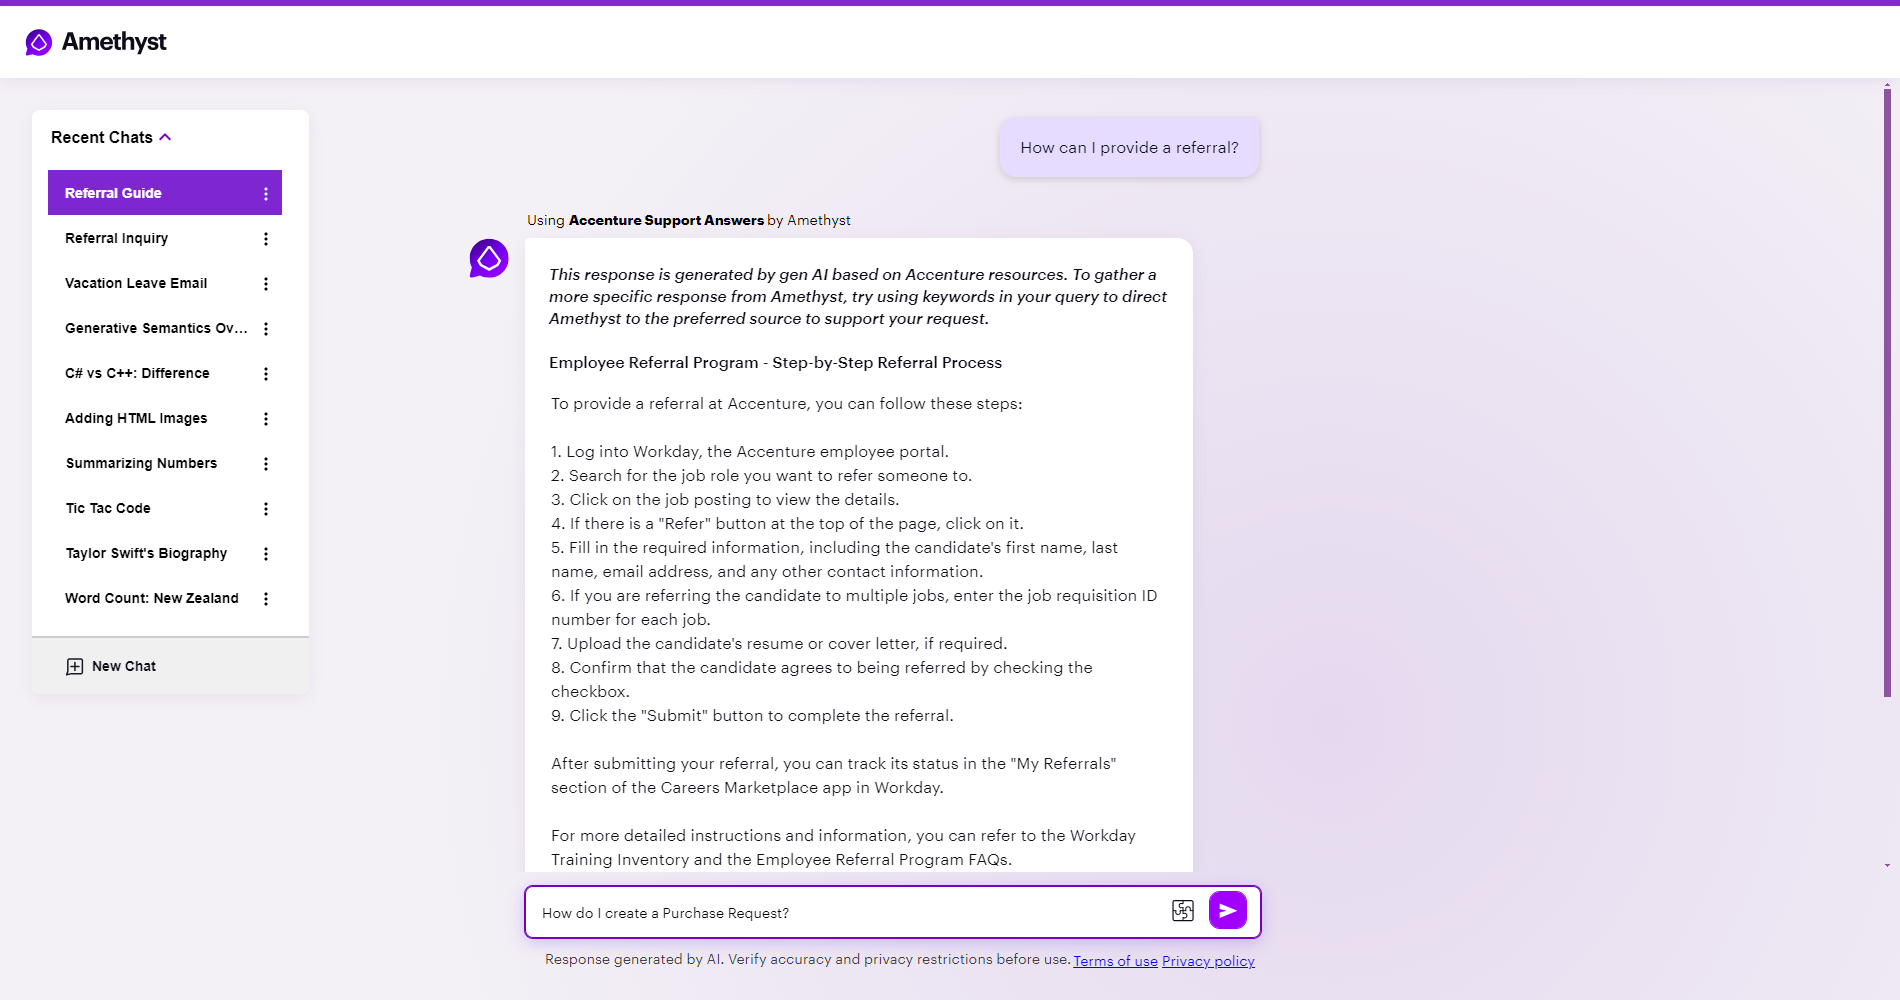 Amethyst
Recent Chats
Referral Guide
Referral Inquiry
Vacation Leave Email
Generative Semantics Ov...
C# vs C++: Difference
Adding HTML Images
Summarizing Numbers
Tic Tac Code
Taylor Swift's Biography
Word Count: New Zealand
New Chat
How can I provide a referral?
Using Accenture Support Answers by Amethyst
This response is generated by gen AI based on Accenture resources. To gather a
more specific response from Amethyst, try using keywords in your query to direct
Amethyst to the preferred source to support your request.
Employee Referral Program - Step-by-Step Referral Process
To provide a referral at Accenture, you can follow these steps:
1. Log into Workday, the Accenture employee portal.
2. Search for the job role you want to refer someone to.
3. Click on the job posting to view the details.
4. If there is a "Refer" button at the top of the page, click on it.
5. Fill in the required information, including the candidate's first name, last
name, email address, and any other contact information.
6. If you are referring the candidate to multiple jobs, enter the job requisition ID
number for each job.
7. Upload the candidate's resume or cover letter, if required.
8. Confirm that the candidate agrees to being referred by checking the
checkbox.
9. Click the "Submit" button to complete the referral.
After submitting your referral, you can track its status in the "My Referrals"
section of the Careers Marketplace app in Workday.
For more detailed instructions and information, you can refer to the Workday
Training Inventory and the Employee Referral Program FAQs.
How do I create a Purchase Request?
Response generated by AI. Verify accuracy and privacy restrictions before use. Terms of use Privacy policy